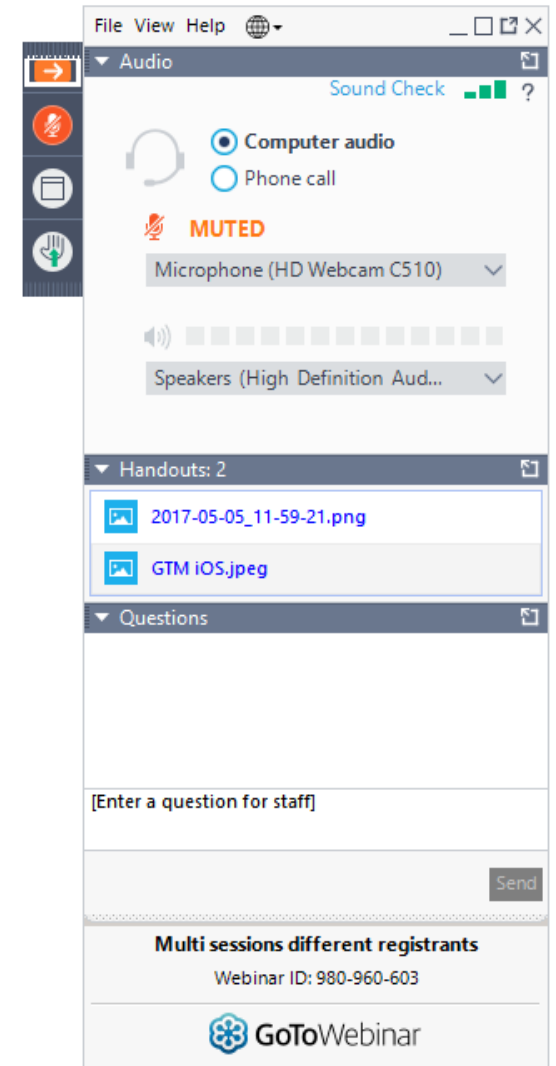 File View Help
Audio
Sound Check ?
Computer audio
Phone call
MUTED
Microphone (HD Webcam C510)
Speakers (High Definition Aud...
Handouts: 2
2017-05-05_11-59-21.png
GTM iOS.jpeg
Questions
[Enter a question for staff]
Send
Multi sessions different registrants
Webinar ID: 980-960-603
GoToWebinar